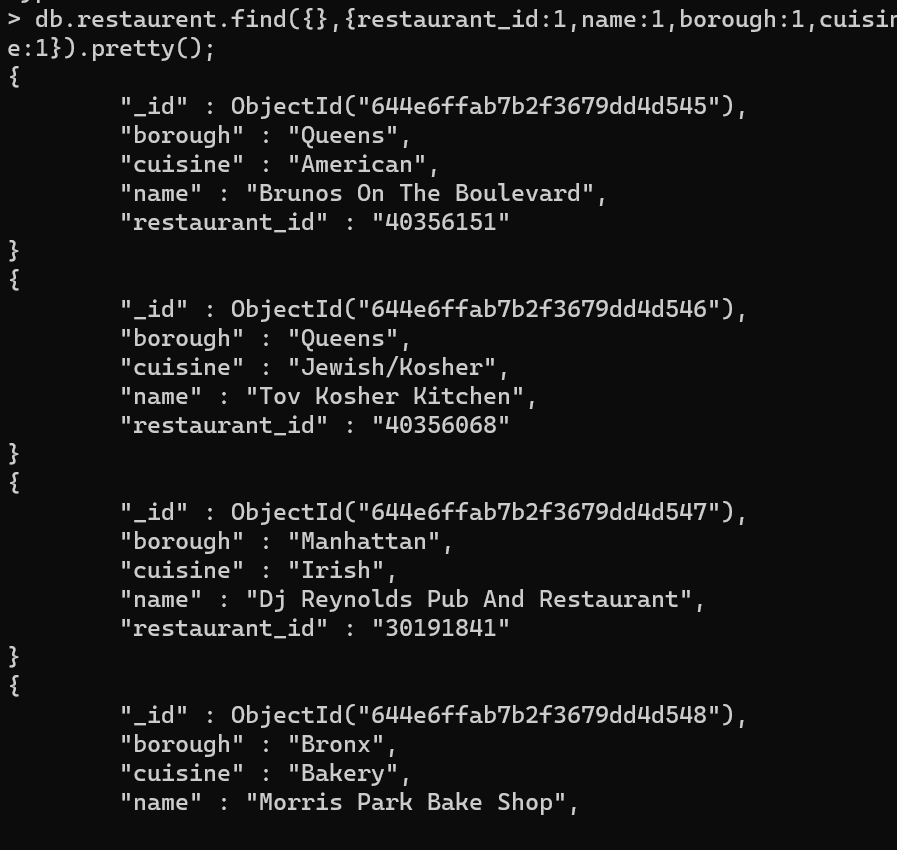 > db.restaurent.find({},{restaurant_id:1,name:1,borough:1,cuisin
e:1}).pretty();
{
        "_id" : ObjectId("644e6ffab7b2f3679dd4d545"),
        "borough" : "Queens",
        "cuisine" : "American",
        "name" : "Brunos On The Boulevard",
        "restaurant_id" : "40356151"
}
{
        "_id" : ObjectId("644e6ffab7b2f3679dd4d546"),
        "borough" : "Queens",
        "cuisine" : "Jewish/Kosher",
        "name" : "Tov Kosher Kitchen",
        "restaurant_id" : "40356068"
}
{
        "_id" : ObjectId("644e6ffab7b2f3679dd4d547"),
        "borough" : "Manhattan",
        "cuisine" : "Irish",
        "name" : "Dj Reynolds Pub And Restaurant",
        "restaurant_id" : "30191841"
}
{
        "_id" : ObjectId("644e6ffab7b2f3679dd4d548"),
        "borough" : "Bronx",
        "cuisine" : "Bakery",
        "name" : "Morris Park Bake Shop",